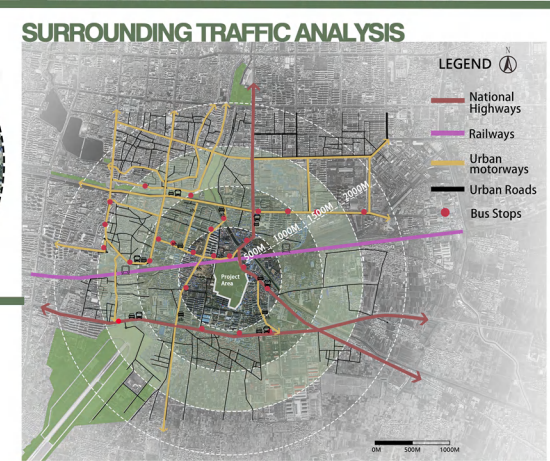 SURROUNDING TRAFFIC ANALYSIS
N
LEGEND
National
Highways
Railways
Urban
motorways
Urban Roads
Bus Stops
500M
1000M
1500M
2000M
Project
Area
0M
500M
1000M